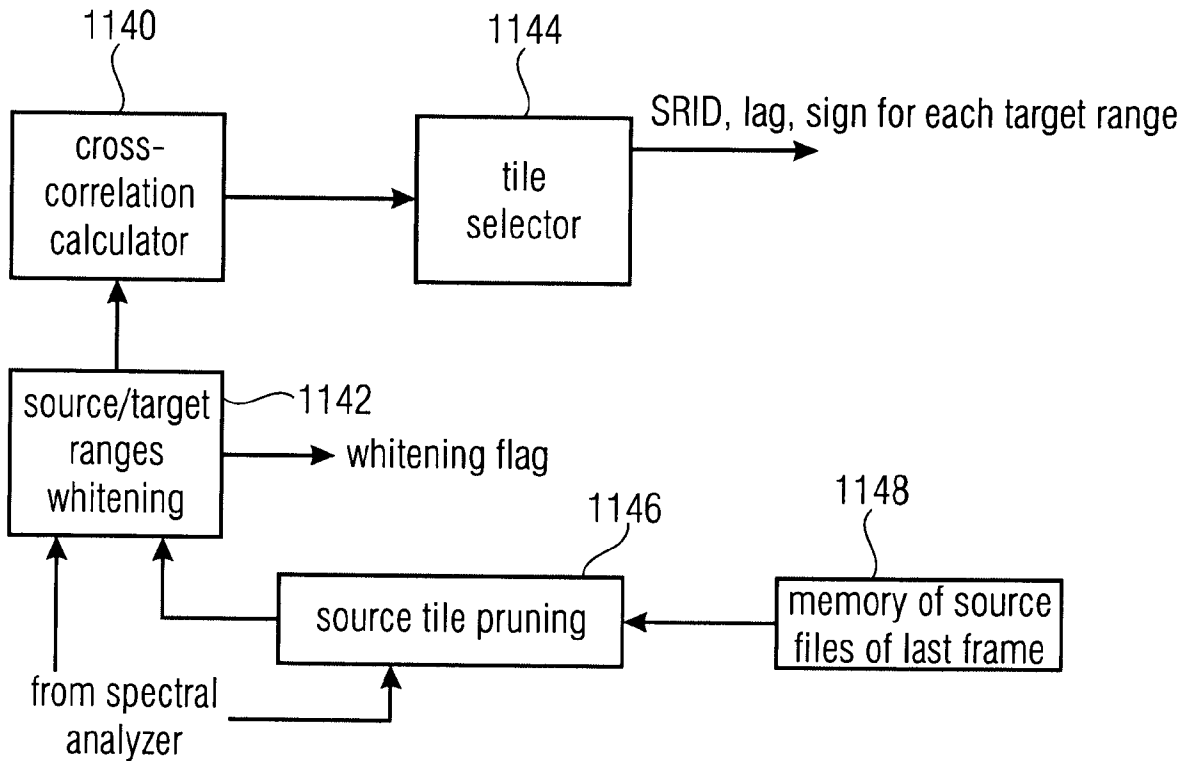 1140
1144
cross-
correlation
calculator
tile
selector
SRID, lag, sign for each target range
source/target
ranges
whitening
1142
whitening flag
1146
1148
source tile pruning
memory of source
files of last frame
from spectral
analyzer